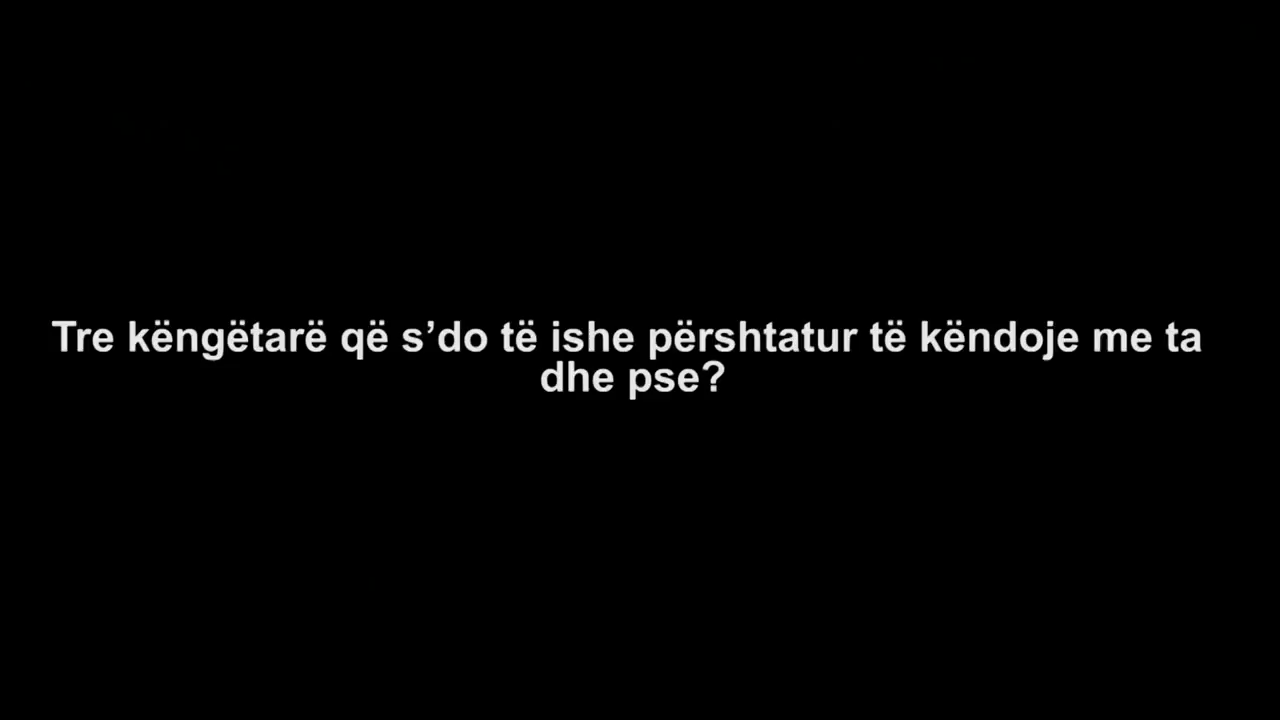 Tre këngëtarë që s’do të ishe përshtatur të këndoje me ta
dhe pse?